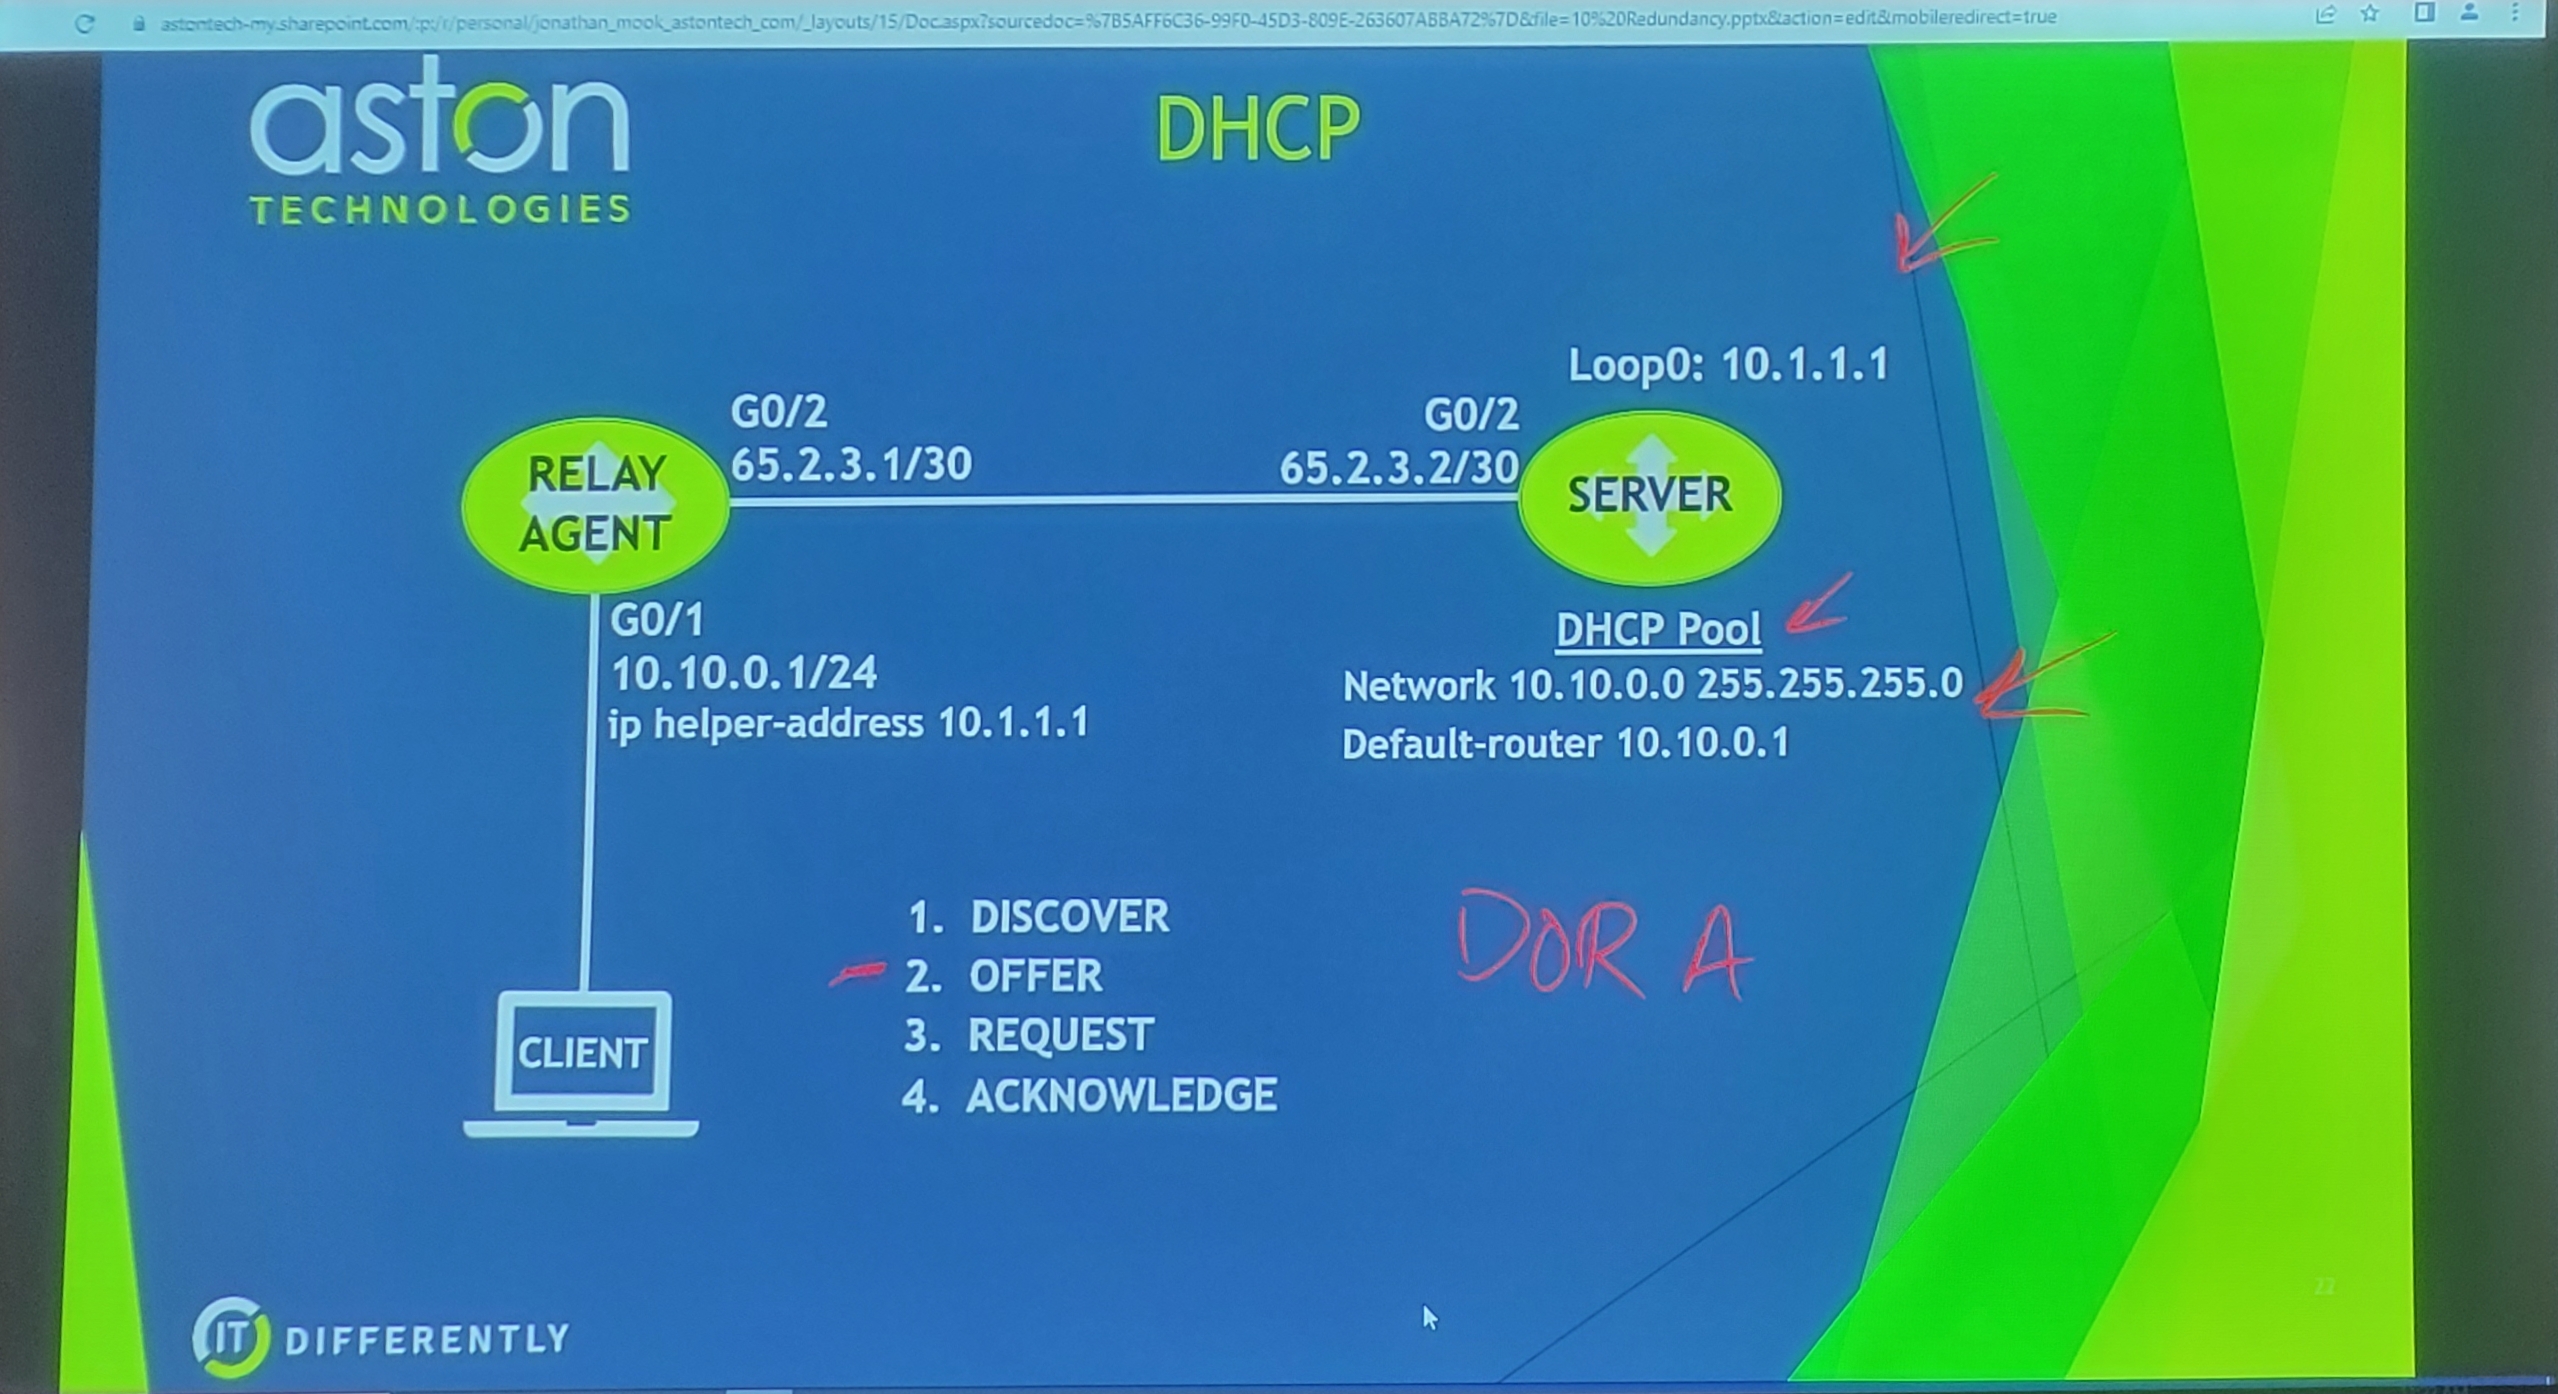 astontech-my.sharepoint.com/:p:/r/personal/jonathan_mook_astontech_com/_layouts/15/Doc.aspx?sourcedoc=%7B5AFF6C36-99F0-45D3-809E-263607ABBA72%7D&file=10%20Redundancy.pptx&action=edit&mobileredirect=true
aston
TECHNOLOGIES
DHCP
Loop0: 10.1.1.1
G0/2
65.2.3.1/30
G0/2
65.2.3.2/30
RELAY
AGENT
SERVER
G0/1
10.10.0.1/24
ip helper-address 10.1.1.1
DHCP Pool
Network 10.10.0.0 255.255.255.0
Default-router 10.10.0.1
1. DISCOVER
2. OFFER
3. REQUEST
4. ACKNOWLEDGE
DOR A
CLIENT
IT DIFFERENTLY
22